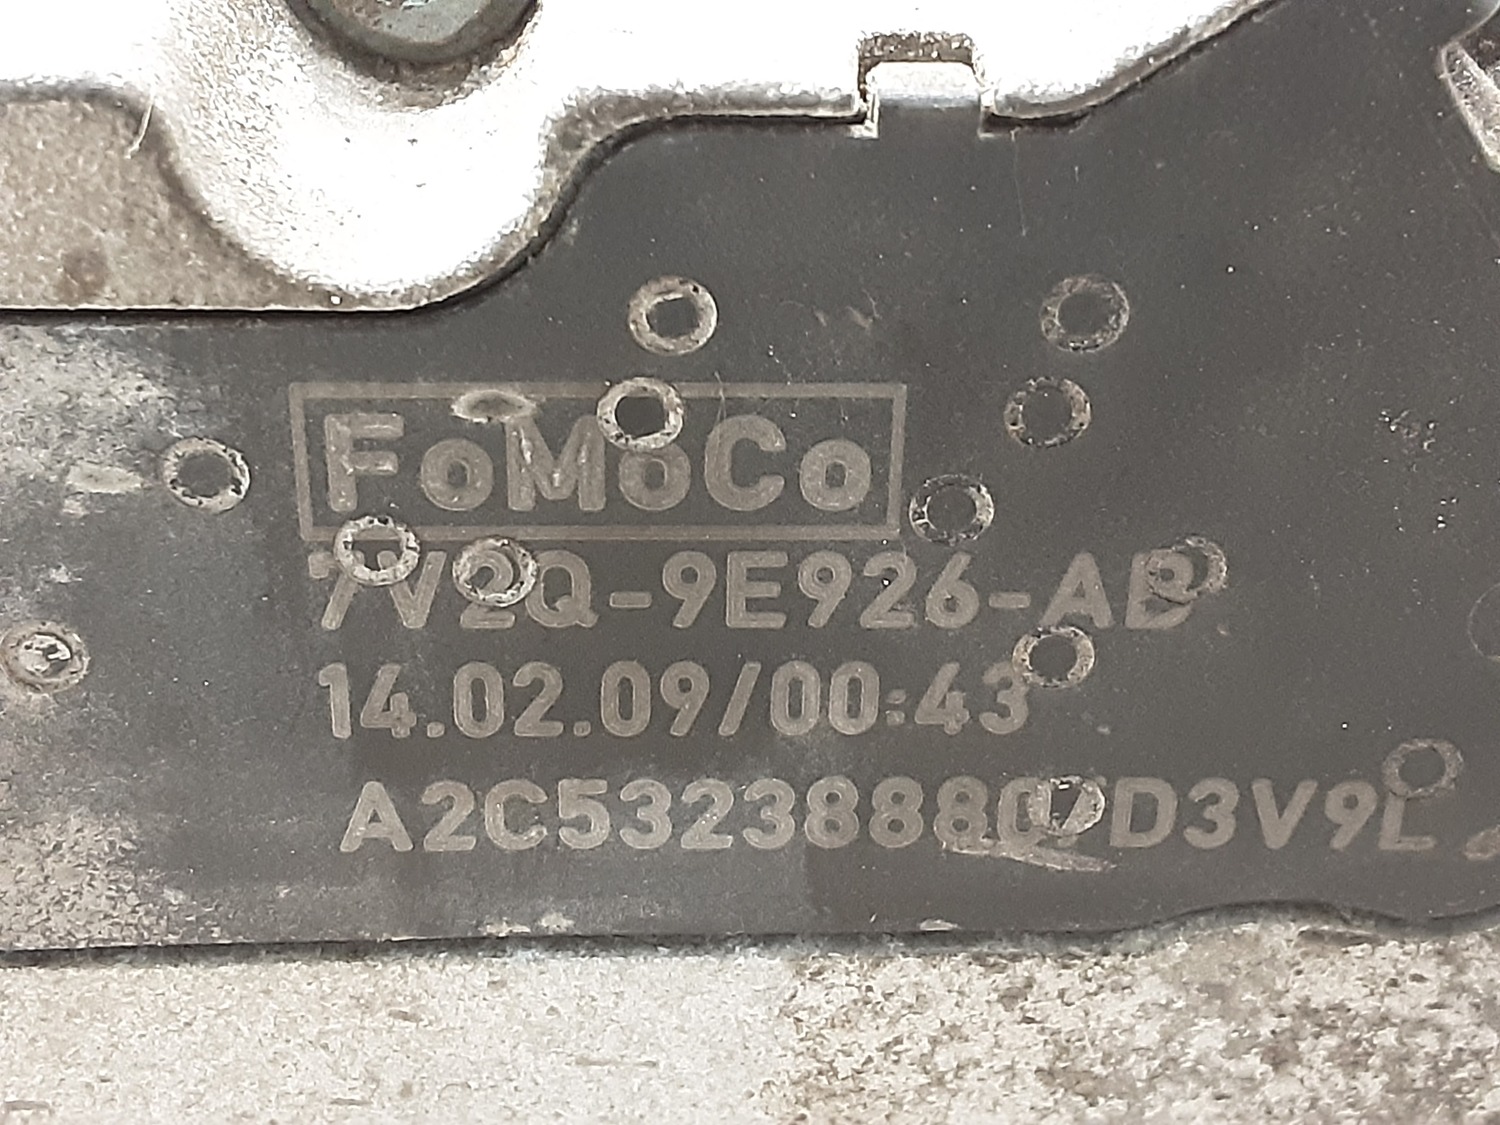 FoMoCo
7V2Q-9E926-AB
14.02.09/00:43
A2C53238880/D3V9L